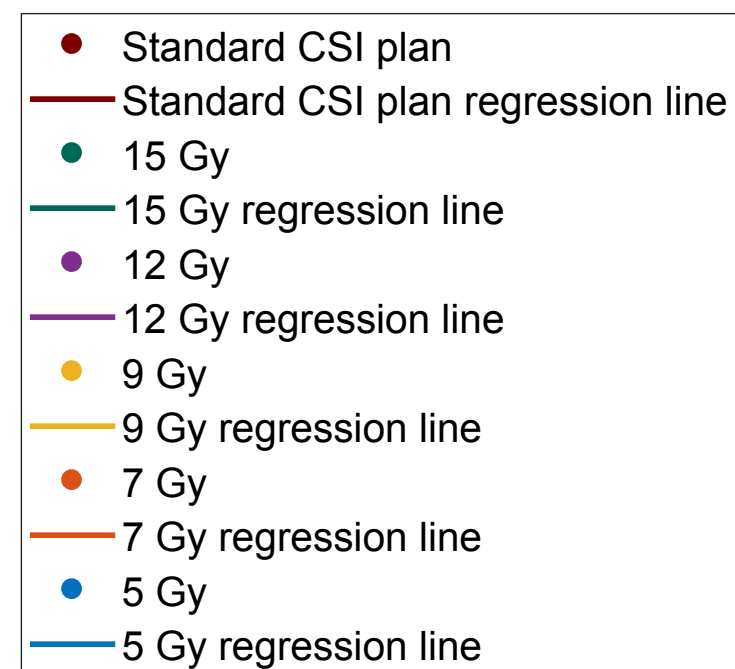 Standard CSI plan
Standard CSI plan regression line
15 Gy
15 Gy regression line
12 Gy
12 Gy regression line
9 Gy
9 Gy regression line
7 Gy
7 Gy regression line
5 Gy
5 Gy regression line